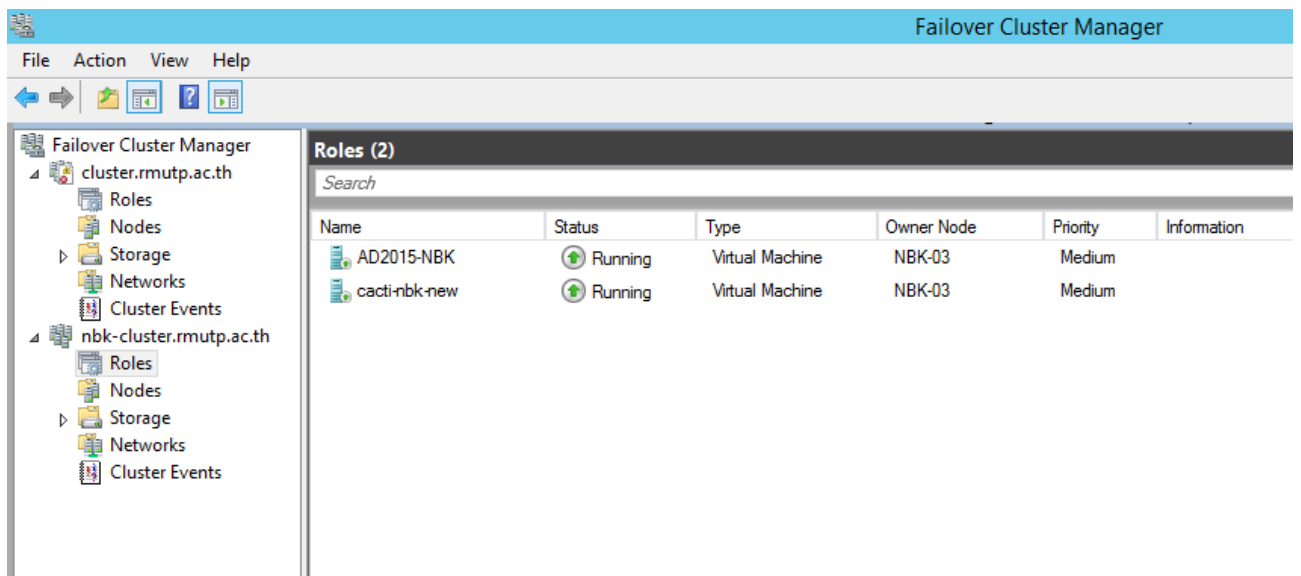 Failover Cluster Manager
File Action View Help
Failover Cluster Manager
cluster.rmutp.ac.th
Roles
Nodes
Storage
Networks
Cluster Events
nbk-cluster.rmutp.ac.th
Roles
Nodes
Storage
Networks
Cluster Events
Roles (2)
Search
Name Status Type Owner Node Priority Information
AD2015-NBK Running Virtual Machine NBK-03 Medium
cacti-nbk-new Running Virtual Machine NBK-03 Medium